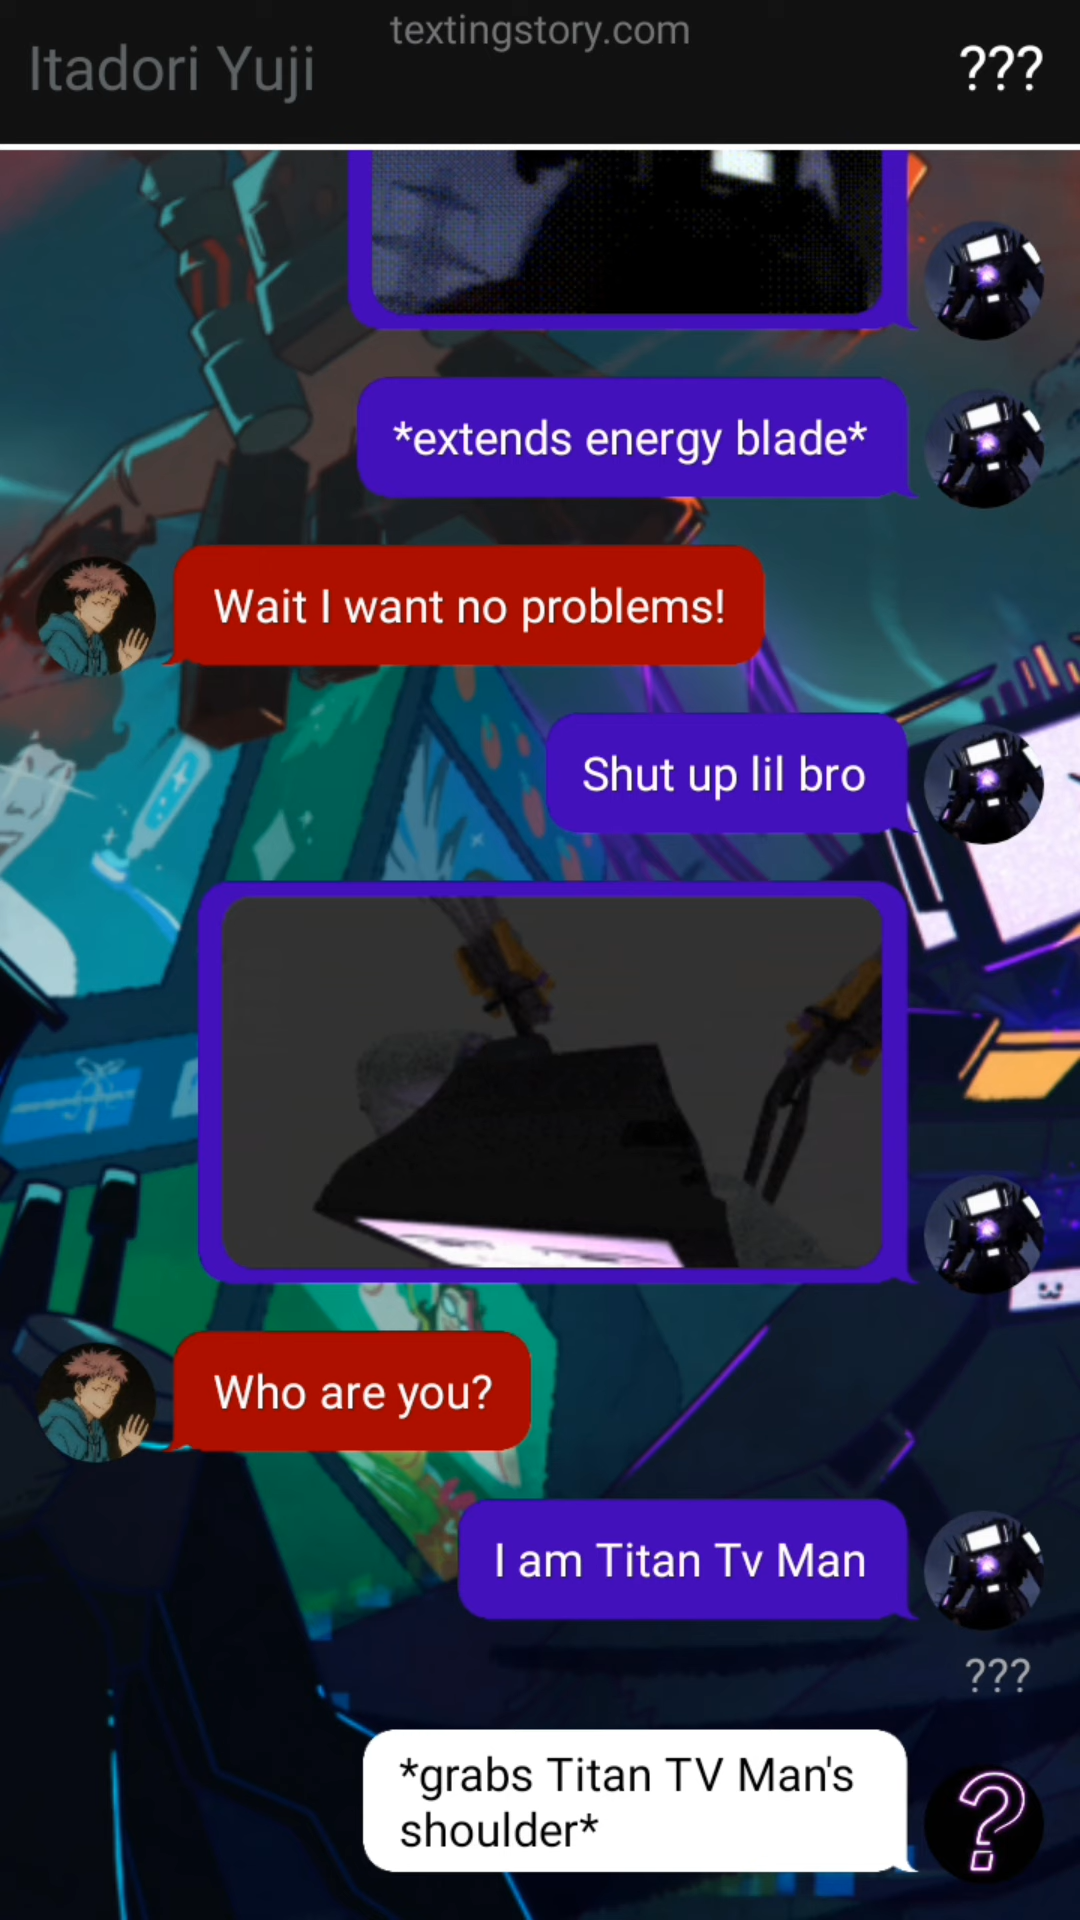 textingstory.com
Itadori Yuji
???
*extends energy blade*
Wait I want no problems!
Shut up lil bro
Who are you?
I am Titan Tv Man
???
*grabs Titan TV Man's
shoulder*
?